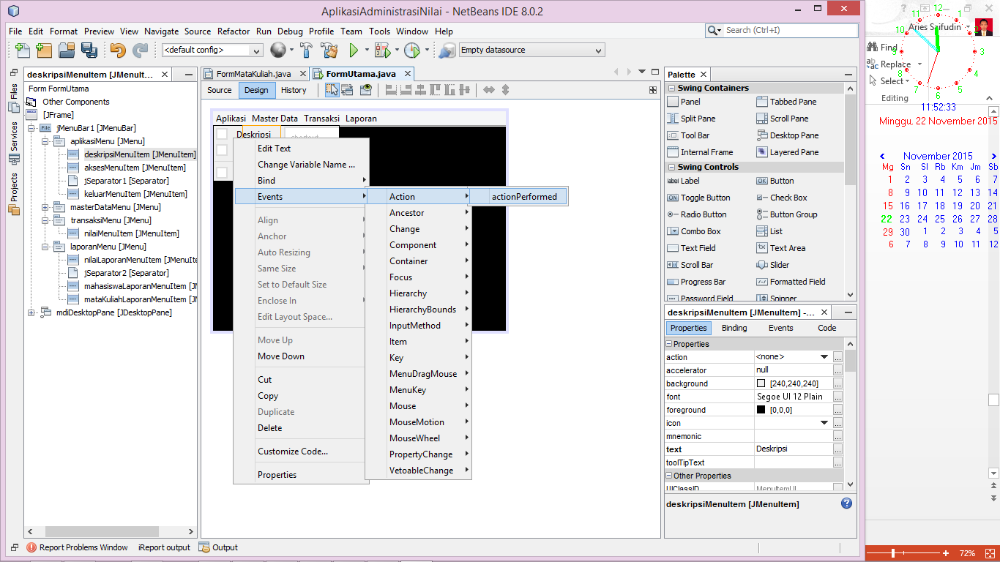 AplikasiAdministrasiNilai - NetBeans IDE 8.0.2
File Edit Format Preview View Navigate Source Refactor Run Debug Profile Team Tools Window Help
Search (Ctrl+I)
<default config>
Empty datasource
Files
Services
Projects
deskripsiMenuItem [JMenuIt...
Form FormUtama
Other Components
[JFrame]
jMenuBar1 [JMenuBar]
aplikasiMenu [JMenu]
deskripsiMenuItem [JMenuItem]
aksesMenuItem [JMenuItem]
jSeparator1 [Separator]
keluarMenuItem [JMenuItem]
masterDataMenu [JMenu]
transaksiMenu [JMenu]
nilaiMenuItem [JMenuItem]
laporanMenu [JMenu]
nilaiLaporanMenuItem [JMenuIte
jSeparator2 [Separator]
mahasiswaLaporanMenuItem [J
mataKuliahLaporanMenuItem [JM
mdiDesktopPane [JDesktopPane]
FormMataKuliah.java
FormUtama.java
Source Design History
Aplikasi Master Data Transaksi Laporan
Deskripsi
shortcut
Edit Text
Change Variable Name ...
Bind
Events
Align
Anchor
Auto Resizing
Same Size
Set to Default Size
Enclose In
Edit Layout Space...
Move Up
Move Down
Cut
Copy
Duplicate
Delete
Customize Code...
Properties
Action
Ancestor
Change
Component
Container
Focus
Hierarchy
HierarchyBounds
InputMethod
Item
Key
MenuDragMouse
MenuKey
Mouse
MouseMotion
MouseWheel
PropertyChange
VetoableChange
actionPerformed
Palette
Swing Containers
Panel Tabbed Pane
Split Pane Scroll Pane
Tool Bar Desktop Pane
Internal Frame Layered Pane
Swing Controls
Label Button
Toggle Button Check Box
Radio Button Button Group
Combo Box List
Text Field Text Area
Scroll Bar Slider
Progress Bar Formatted Field
Password Field Spinner
deskripsiMenuItem [JMenuItem] -...
Properties Binding Events Code
Properties
action <none>
accelerator null
background [240,240,240]
font Segoe UI 12 Plain
foreground [0,0,0]
icon
mnemonic
text Deskripsi
toolTipText
Other Properties
UIClassID MenuItemUI
deskripsiMenuItem [JMenuItem]
Report Problems Window iReport output Output
Aries Saifudin
Find
Replace
Select
Editing
12
1
2
3
4
5
6
7
8
9
10
11
11:52:33
Minggu, 22 November 2015
November 2015
Mg Sn Sl Rb Km Jm Sb
1 2 3 4 5 6 7
8 9 10 11 12 13 14
15 16 17 18 19 20 21
22 23 24 25 26 27 28
29 30 1 2 3 4 5
6 7 8 9 10 11 12
72%